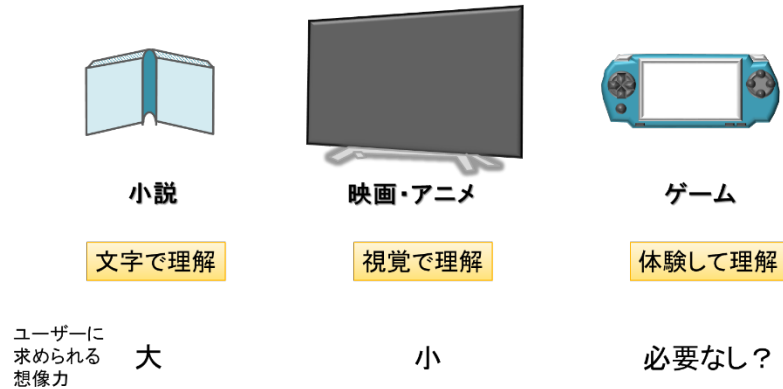 小説
映画・アニメ
ゲーム
文字で理解
視覚で理解
体験して理解
ユーザーに
求められる
想像力
大
小
必要なし？